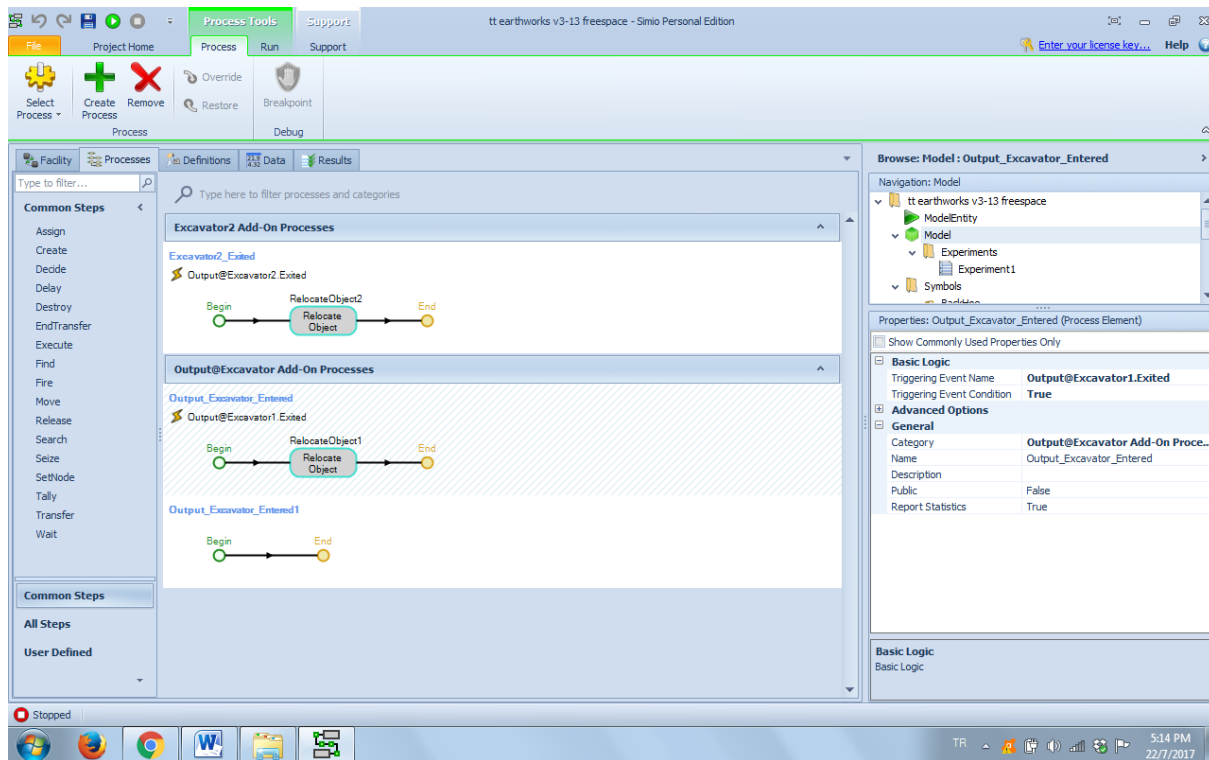 Process Tools Support tt earthworks v3-13 freespace - Simio Personal Edition
File Project Home Process Run Support Enter your license key... Help
Select Process
Create Process
Remove
Override
Restore
Breakpoint
Process Debug
Facility Processes Definitions Data Results
Type to filter...
Common Steps
Assign
Create
Decide
Delay
Destroy
EndTransfer
Execute
Find
Fire
Move
Release
Search
Seize
SetNode
Tally
Transfer
Wait
Common Steps
All Steps
User Defined
Type here to filter processes and categories
Excavator2 Add-On Processes
Excavator2_Exited
Output@Excavator2.Exited
Begin RelocateObject2 End
Relocate
Object
Output@Excavator Add-On Processes
Output_Excavator_Entered
Output@Excavator1.Exited
Begin RelocateObject1 End
Relocate
Object
Output_Excavator_Entered1
Begin End
Browse: Model : Output_Excavator_Entered
Navigation: Model
tt earthworks v3-13 freespace
ModelEntity
Model
Experiments
Experiment1
Symbols
BackHoe
Properties: Output_Excavator_Entered (Process Element)
Show Commonly Used Properties Only
Basic Logic
Triggering Event Name Output@Excavator1.Exited
Triggering Event Condition True
Advanced Options
General
Category Output@Excavator Add-On Proce...
Name Output_Excavator_Entered
Description
Public False
Report Statistics True
Basic Logic
Basic Logic
Stopped
TR 5:14 PM
22/7/2017